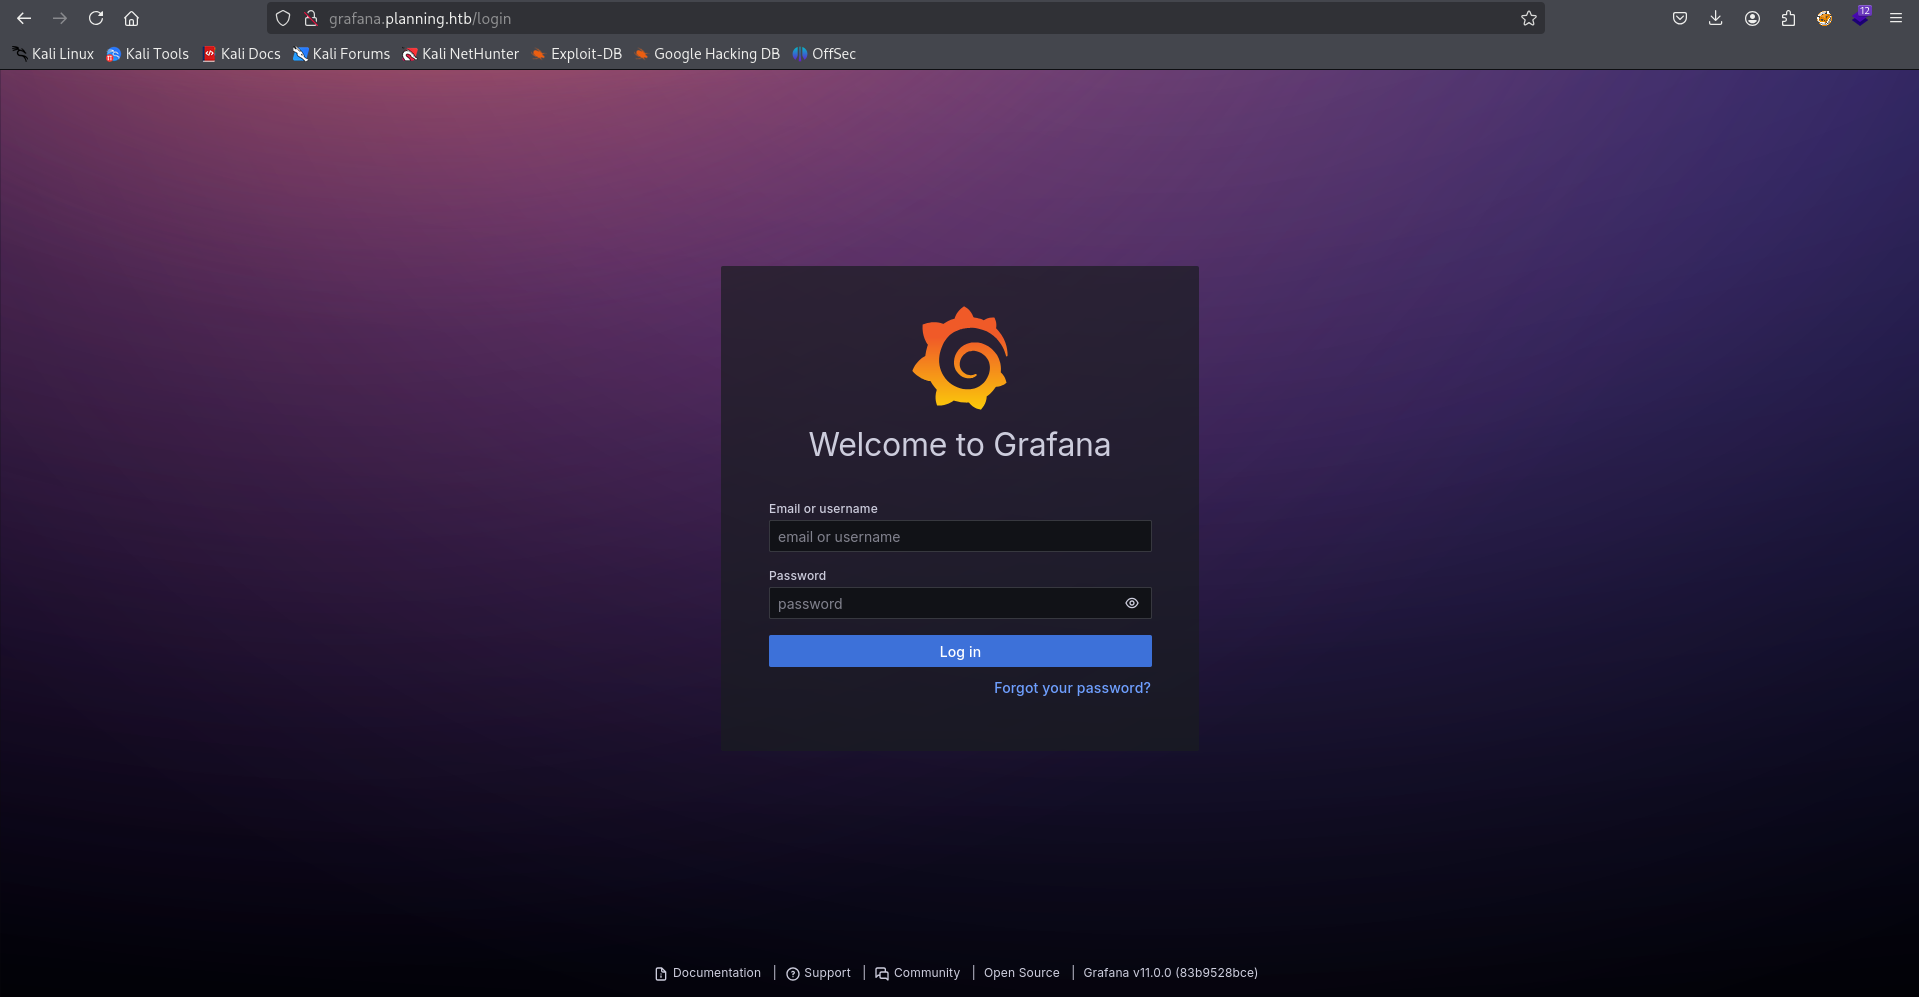 grafana.planning.htb/login
12
Kali Linux Kali Tools Kali Docs Kali Forums Kali NetHunter Exploit-DB Google Hacking DB OffSec
Welcome to Grafana
Email or username
email or username
Password
password
Log in
Forgot your password?
Documentation | Support | Community | Open Source | Grafana v11.0.0 (83b9528bce)